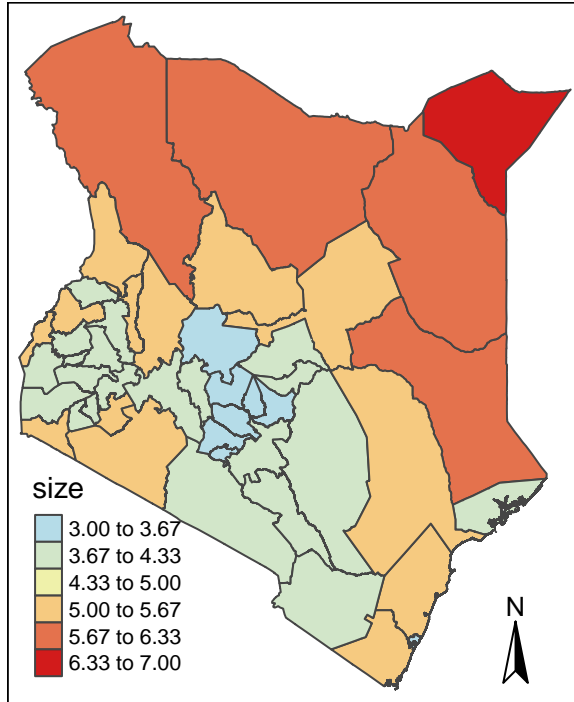 size
3.00 to 3.67
3.67 to 4.33
4.33 to 5.00
5.00 to 5.67
5.67 to 6.33
6.33 to 7.00
N